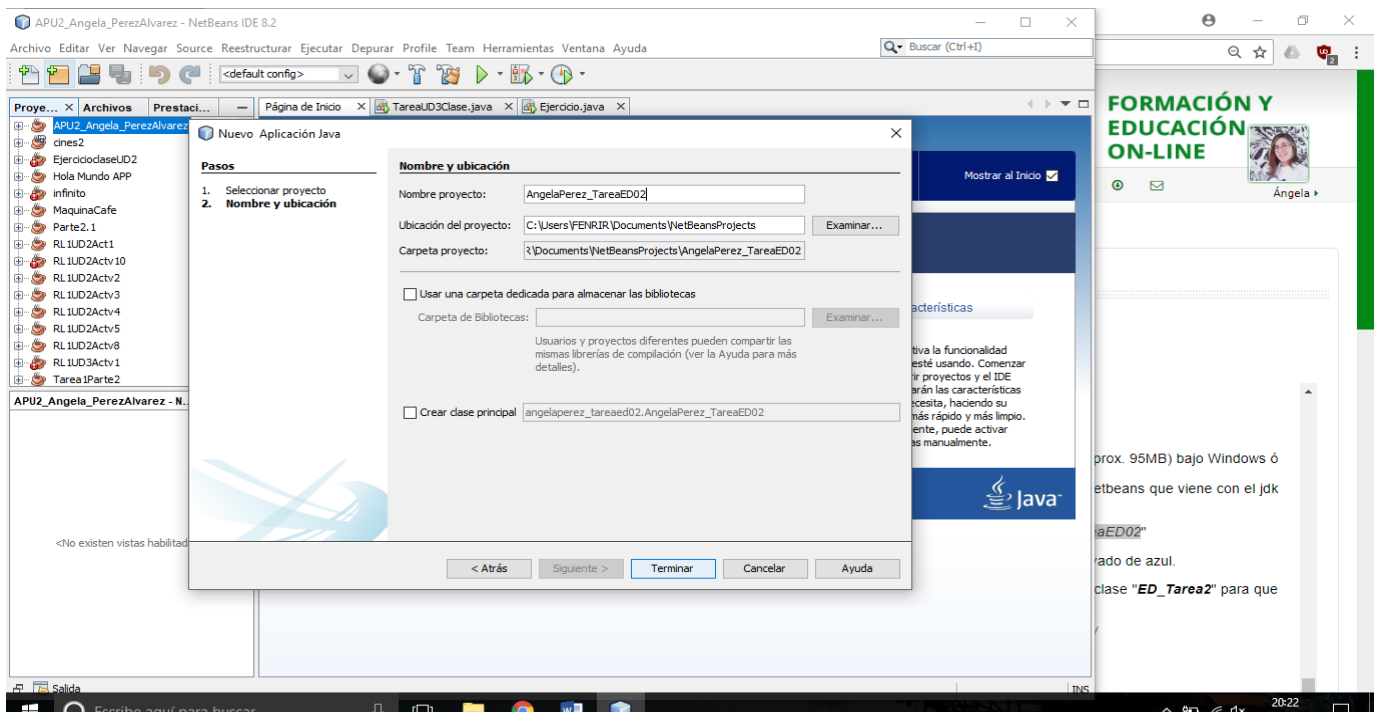 APU2_Angela_PerezAlvarez - NetBeans IDE 8.2
Archivo Editar Ver Navegar Source Reestructurar Ejecutar Depurar Profile Team Herramientas Ventana Ayuda
Buscar (Ctrl+I)
<default config>
2
Proye... Archivos Prestaci...
Página de Inicio TareaUD3Clase.java Ejercicio.java
APU2_Angela_PerezAlvarez
cines2
EjercicioclaseUD2
Hola Mundo APP
infinito
MaquinaCafe
Parte2.1
RL1UD2Act1
RL1UD2Actv10
RL1UD2Actv2
RL1UD2Actv3
RL1UD2Actv4
RL1UD2Actv5
RL1UD2Actv8
RL1UD3Actv1
Tarea1Parte2
APU2_Angela_PerezAlvarez - N...
<No existen vistas habilitad
Nuevo Aplicación Java
Pasos
1. Seleccionar proyecto
2. Nombre y ubicación
Nombre y ubicación
Nombre proyecto: AngelaPerez_TareaED02
Ubicación del proyecto: C:\Users\FENRIR\Documents\NetBeansProjects Examinar...
Carpeta proyecto: \Documents\NetBeansProjects\AngelaPerez_TareaED02
Usar una carpeta dedicada para almacenar las bibliotecas
Carpeta de Bibliotecas: Examinar...
Usuarios y proyectos diferentes pueden compartir las
mismas librerías de compilación (ver la Ayuda para más
detalles).
Crear clase principal angelaperez_tareaed02.AngelaPerez_TareaED02
< Atrás Siguiente > Terminar Cancelar Ayuda
Mostrar al Inicio
acterísticas
tiva la funcionalidad
esté usando. Comenzar
ir proyectos y el IDE
arán las características
ecesita, haciendo su
más rápido y más limpio.
ente, puede activar
as manualmente.
Java
FORMACIÓN Y
EDUCACIÓN
ON-LINE
Ángela
prox. 95MB) bajo Windows ó
etbeans que viene con el jdk
aED02"
ado de azul.
clase "ED_Tarea2" para que
Salida
INS
Escribe aquí para buscar
20:22